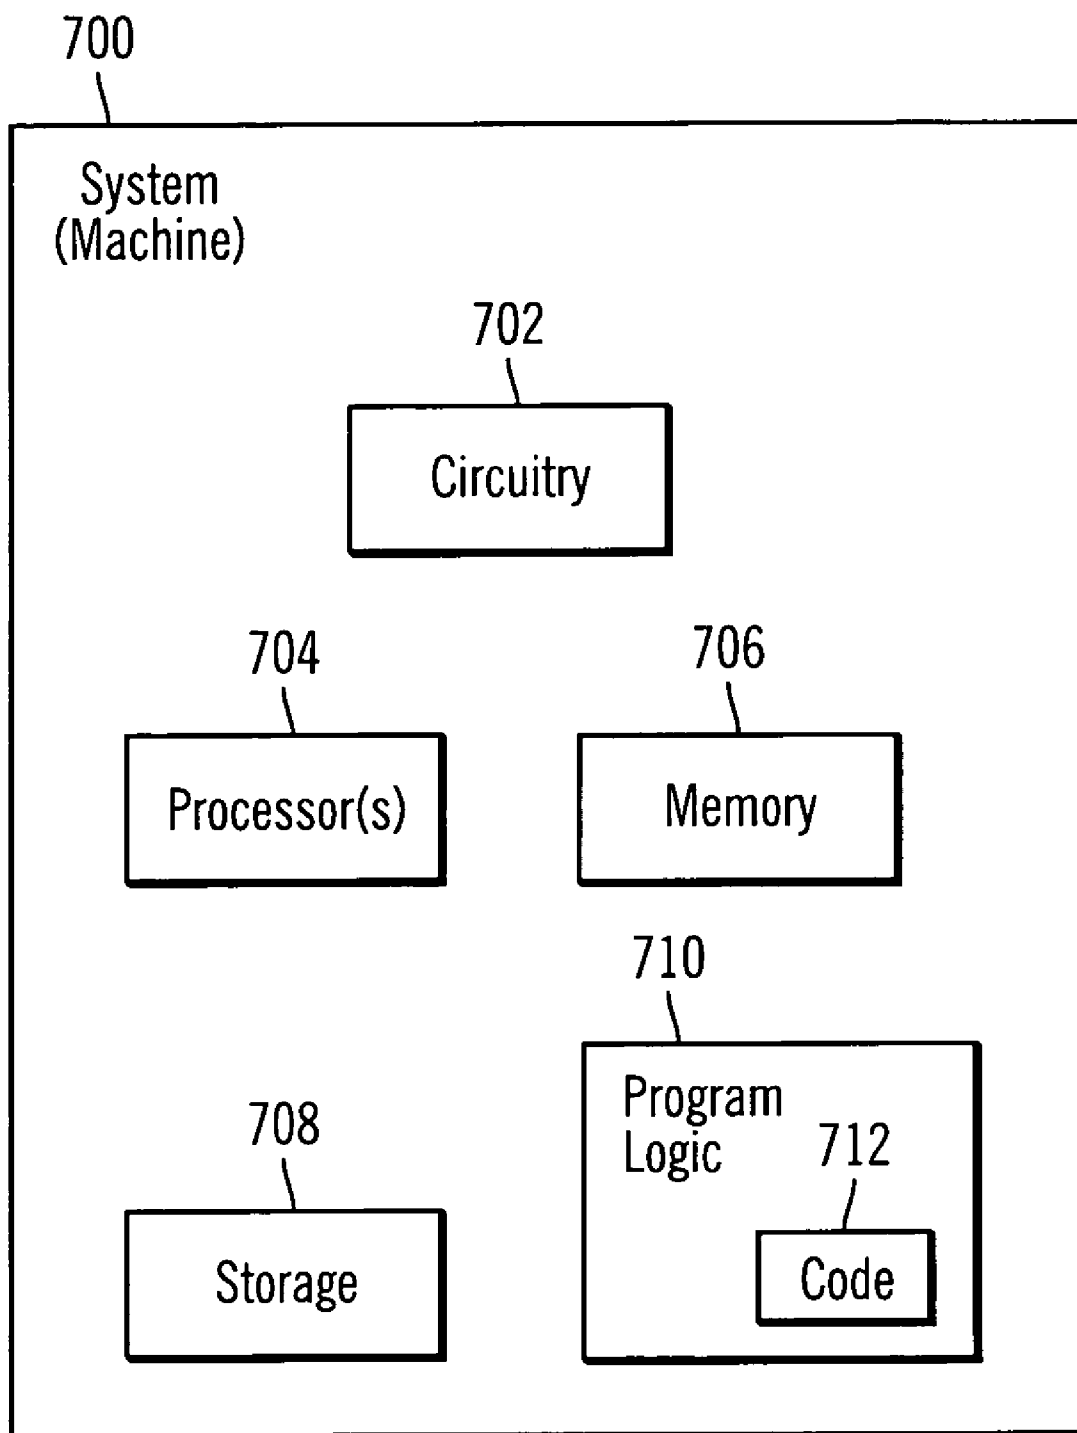 700
System
(Machine)
702
Circuitry
704
706
Processor(s)
Memory
710
Program
Logic
708
712
Storage
Code